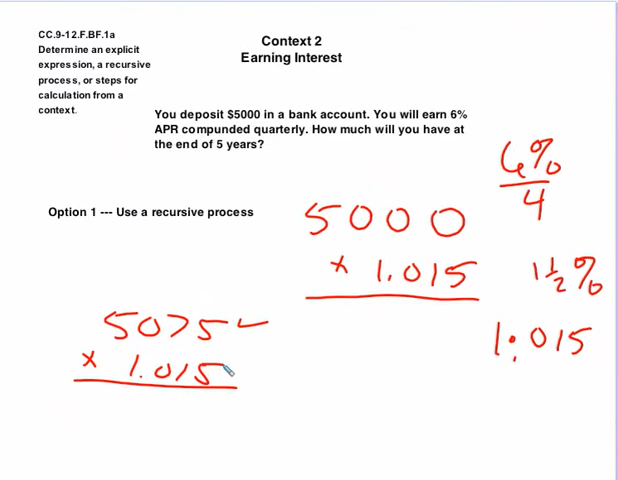 CC.9-12.F.BF.1a
Determine an explicit
expression, a recursive
process, or steps for
calculation from a
context.
Context 2
Earning Interest
You deposit $5000 in a bank account. You will earn 6%
APR compunded quarterly. How much will you have at
the end of 5 years?
6%
4
Option 1 --- Use a recursive process
5000
x 1.015
1 1/2 %
1.015
5075
x 1.015